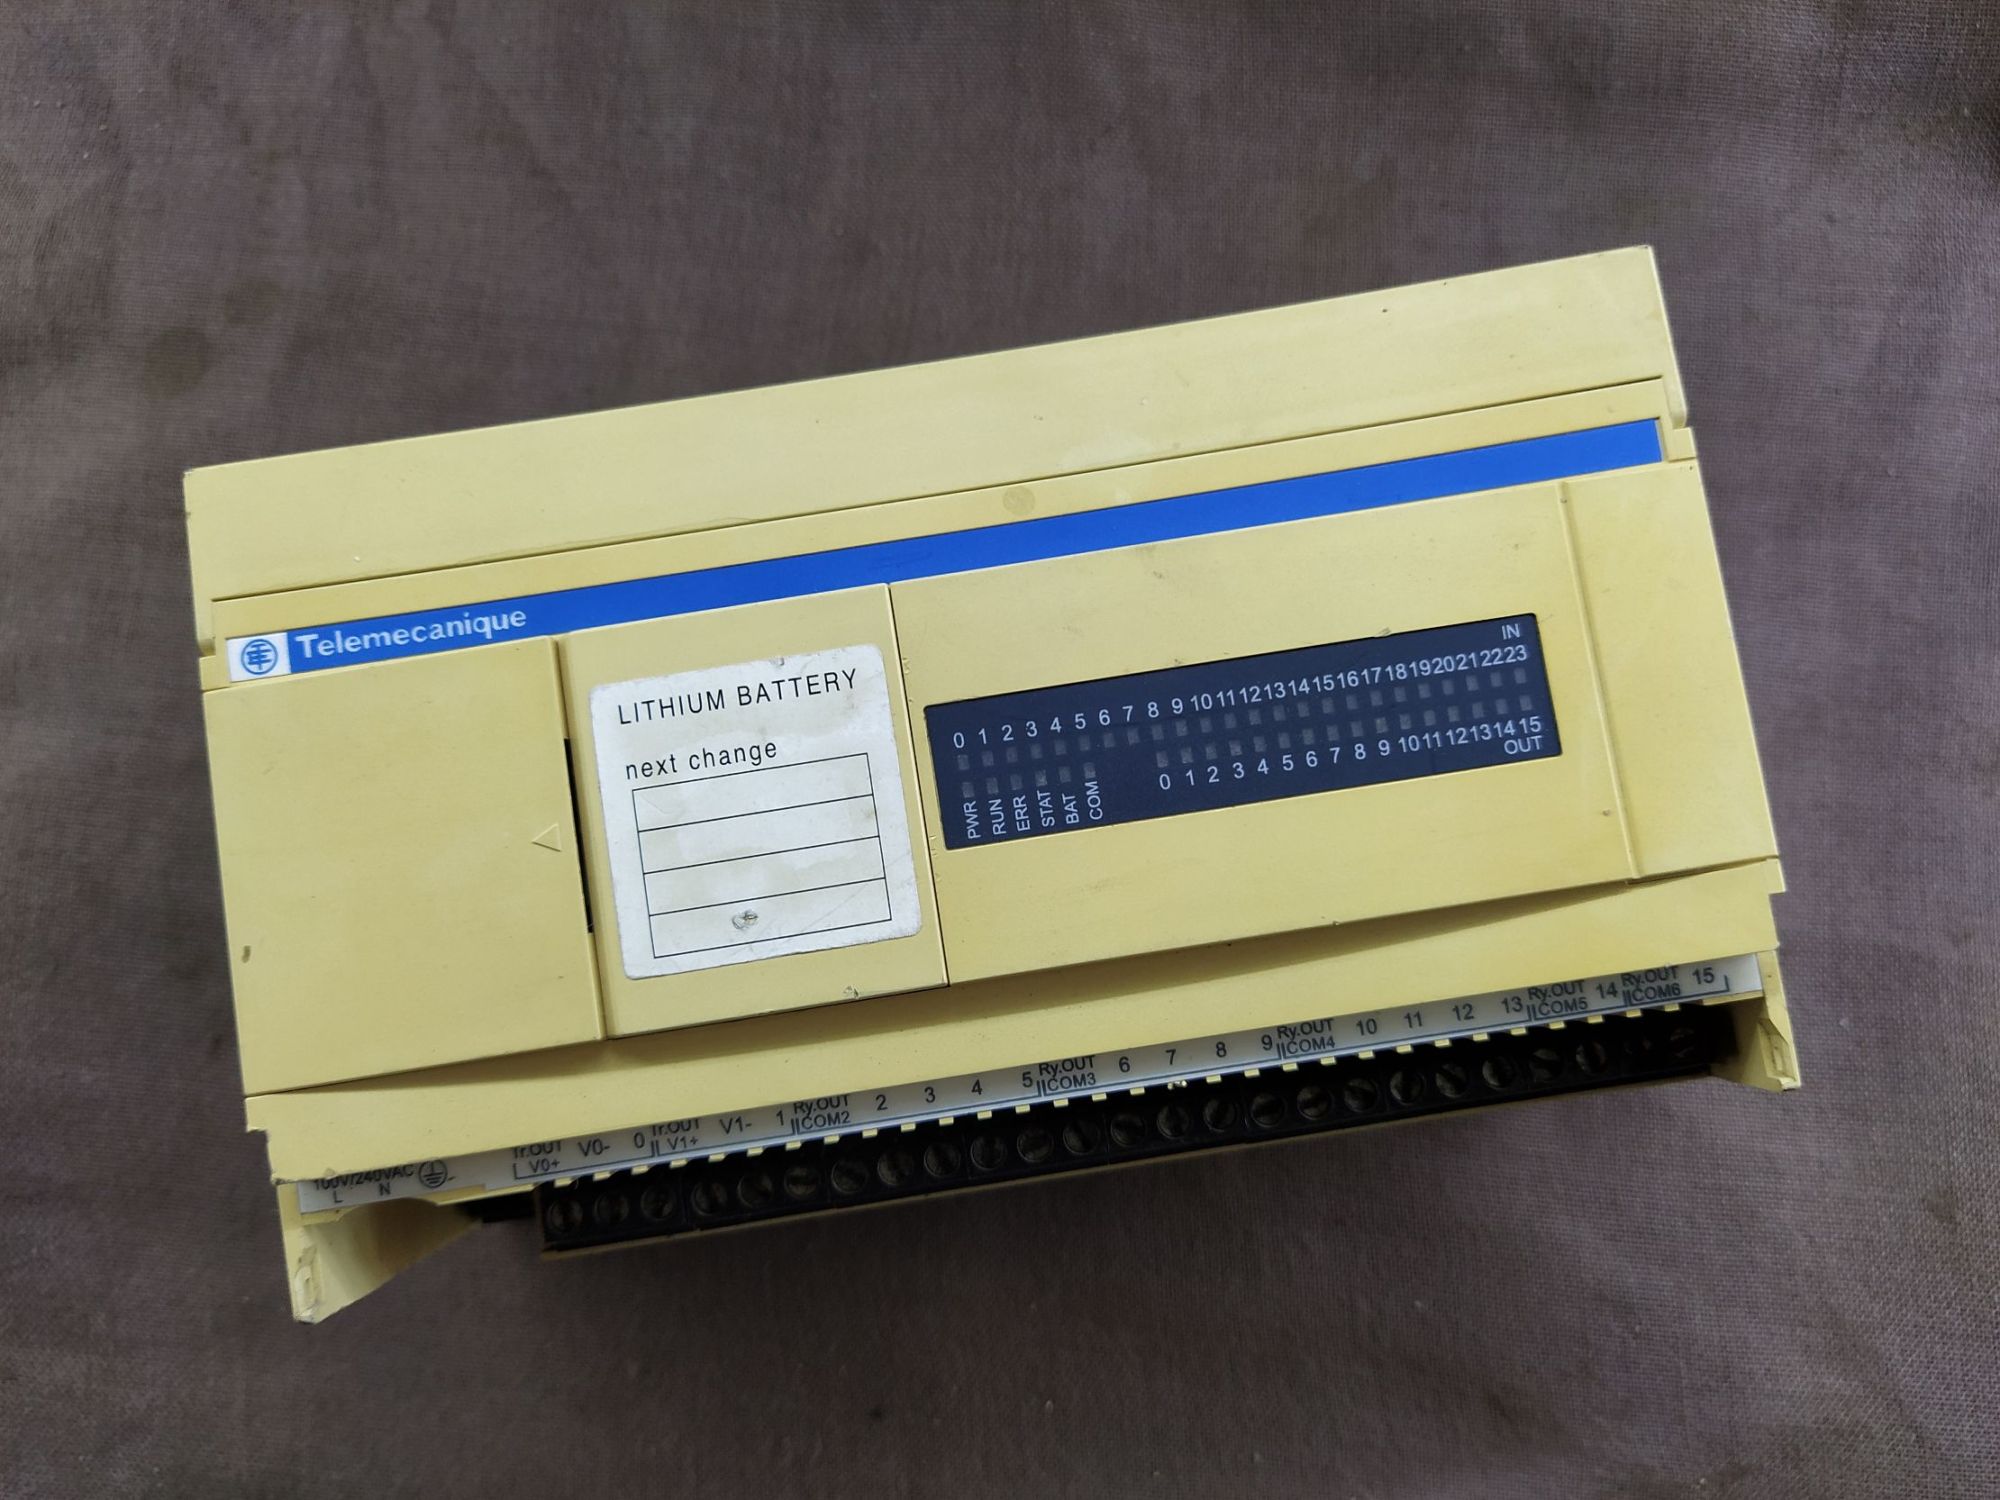 Telemecanique
LITHIUM BATTERY
next change
IN
0 1 2 3 4 5 6 7 8 9 10 11 12 13 14 15 16 17 18 19 20 21 22 23
PWR RUN ERR STAT BAT COM
0 1 2 3 4 5 6 7 8 9 10 11 12 13 14 15
OUT
100V/240VAC
L N
Tr.OUT V0- 0 Tr.OUT V1- 1 Ry.OUT 2 3 4 5 Ry.OUT 6 7 8 9 Ry.OUT 10 11 12 13 Ry.OUT 14 Ry.OUT 15
V0+ V1+ COM2 COM3 COM4 COM5 COM6